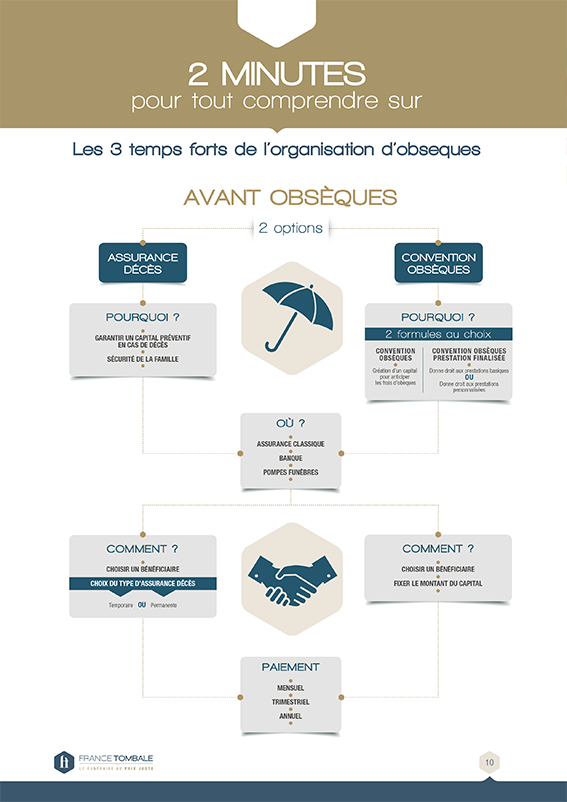 2 MINUTES
pour tout comprendre sur
Les 3 temps forts de l'organisation d'obseques
AVANT OBSÈQUES
2 options
ASSURANCE
DÉCÈS
POURQUOI ?
GARANTIR UN CAPITAL PRÉVENTIF
EN CAS DE DÉCÈS
SÉCURITÉ DE LA FAMILLE
CONVENTION
OBSÈQUES
POURQUOI ?
2 formules au choix
CONVENTION
OBSÈQUES
Création d'un capital
pour anticiper
les frais d'obèques
CONVENTION OBSÈQUES
PRESTATION FINALISÉE
Donne droit aux prestations basiques
OU
Donne droit aux prestations
personnalisées
OÙ ?
ASSURANCE CLASSIQUE
BANQUE
POMPES FUNÈBRES
COMMENT ?
CHOISIR UN BÉNÉFICIAIRE
CHOIX DU TYPE D'ASSURANCE DÉCÈS
Temporaire OU Permanente
COMMENT ?
CHOISIR UN BÉNÉFICIAIRE
FIXER LE MONTANT DU CAPITAL
PAIEMENT
MENSUEL
TRIMESTRIEL
ANNUEL
FRANCE TOMBALE
LE FUNÉRAIRE AU PRIX JUSTE
10